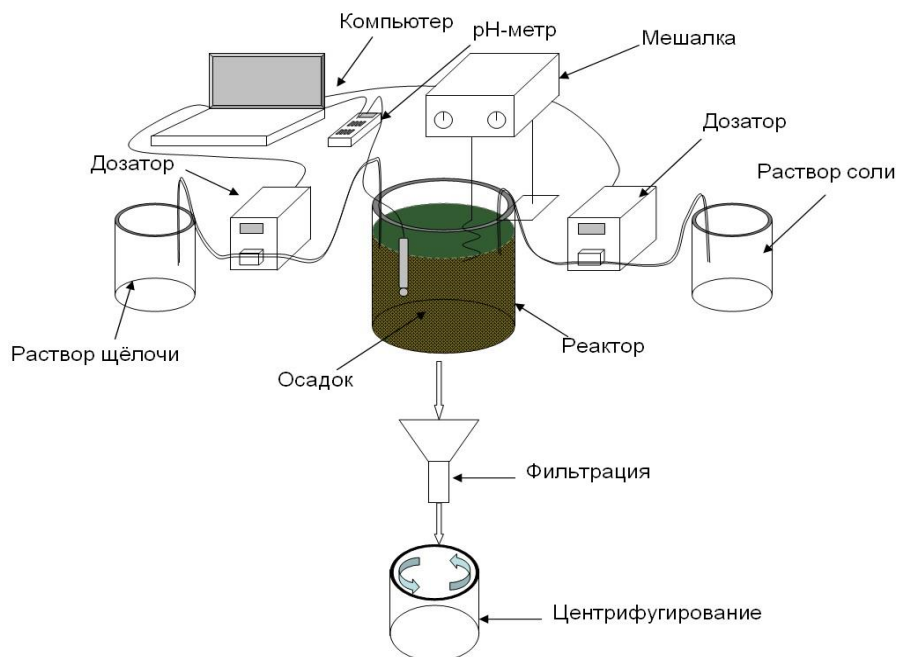 Компьютер
pH-метр
Мешалка
Дозатор
Дозатор
Раствор соли
Раствор щёлочи
Осадок
Реактор
Фильтрация
Центрифугирование